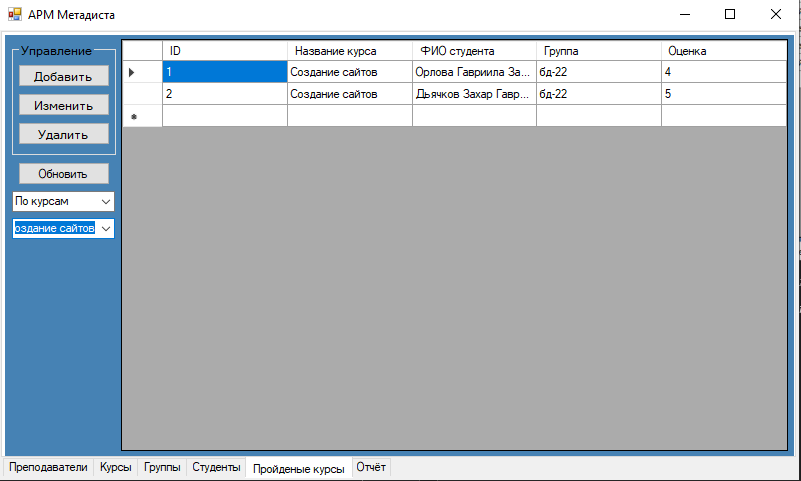 АРМ Метадиста
Управление
Добавить
Изменить
Удалить
Обновить
По курсам
оздание сайтов
ID Название курса ФИО студента Группа Оценка
1 Создание сайтов Орлова Гавриила За... бд-22 4
2 Создание сайтов Дьячков Захар Гавр... бд-22 5
Преподаватели Курсы Группы Студенты Пройденые курсы Отчёт